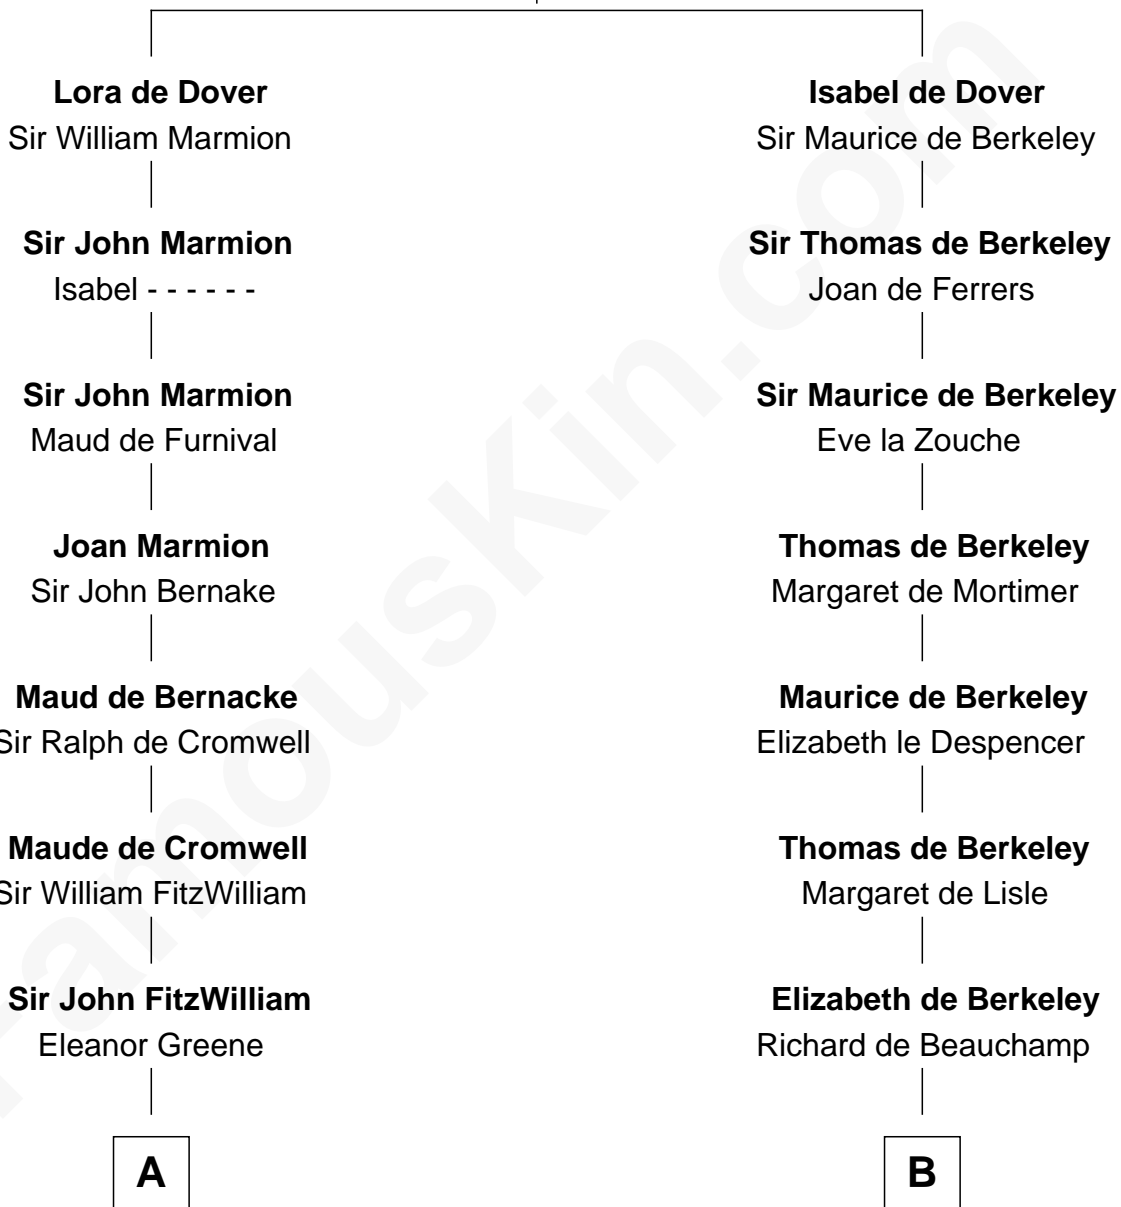 Lora de Dover
Sir William Marmion
Sir John Marmion
Isabel - - - - - -
Sir John Marmion
Maud de Furnival
Joan Marmion
Sir John Bernake
Maud de Bernacke
Sir Ralph de Cromwell
Maude de Cromwell
Sir William FitzWilliam
Sir John FitzWilliam
Eleanor Greene
A
Isabel de Dover
Sir Maurice de Berkeley
Sir Thomas de Berkeley
Joan de Ferrers
Sir Maurice de Berkeley
Eve la Zouche
Thomas de Berkeley
Margaret de Mortimer
Maurice de Berkeley
Elizabeth le Despencer
Thomas de Berkeley
Margaret de Lisle
Elizabeth de Berkeley
Richard de Beauchamp
B
FamousKin.com